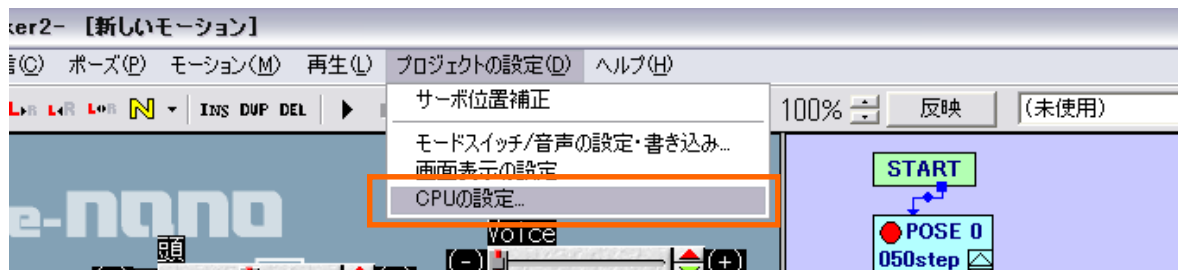 ker2- 【新しいモーション】
信(C) ポーズ(P) モーション(M) 再生(L) プロジェクトの設定(D) ヘルプ(H)
L▸R L◂R L↔R N INS DUP DEL 100% 反映 (未使用)
サーボ位置補正
モードスイッチ/音声の設定・書き込み...
画面表示の設定
CPUの設定...
START
e-nano
POSE 0
頭 Voice
(-) (+)
050step